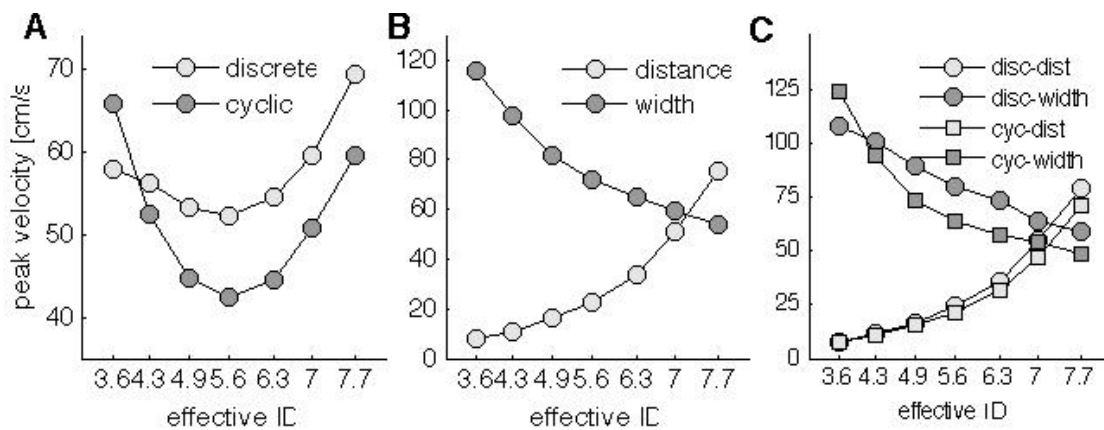 A
peak velocity [cm/s]
70
60
50
40
discrete
cyclic
3.6 4.3 4.9 5.6 6.3 7 7.7
effective ID
B
120
100
80
60
40
20
0
distance
width
3.6 4.3 4.9 5.6 6.3 7 7.7
effective ID
C
125
100
75
50
25
0
disc-dist
disc-width
cyc-dist
cyc-width
3.6 4.3 4.9 5.6 6.3 7 7.7
effective ID